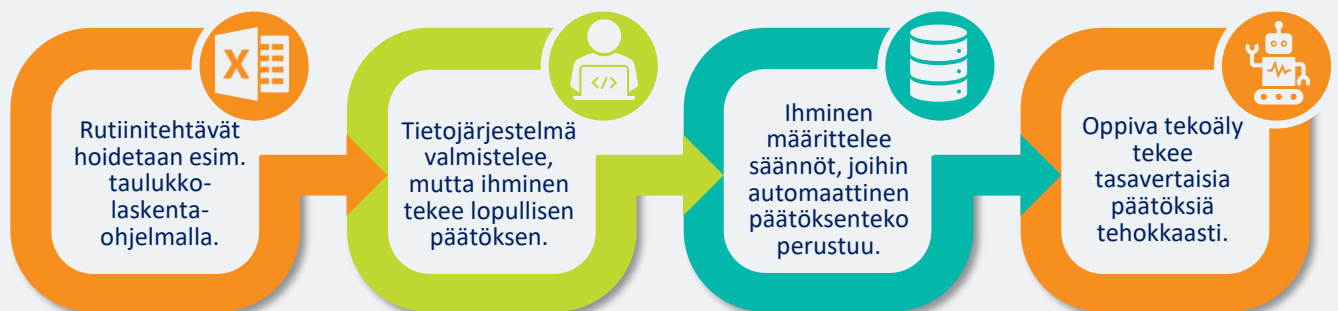 Rutiinitehtävät
hoidetaan esim.
taulukko-
laskenta-
ohjelmalla.
Tietojärjestelmä
valmistelee,
mutta ihminen
tekee lopullisen
päätöksen.
Ihminen
määrittelee
säännöt, joihin
automaattinen
päätöksenteko
perustuu.
Oppiva tekoäly
tekee
tasavertaisia
päätöksiä
tehokkaasti.
X
</>